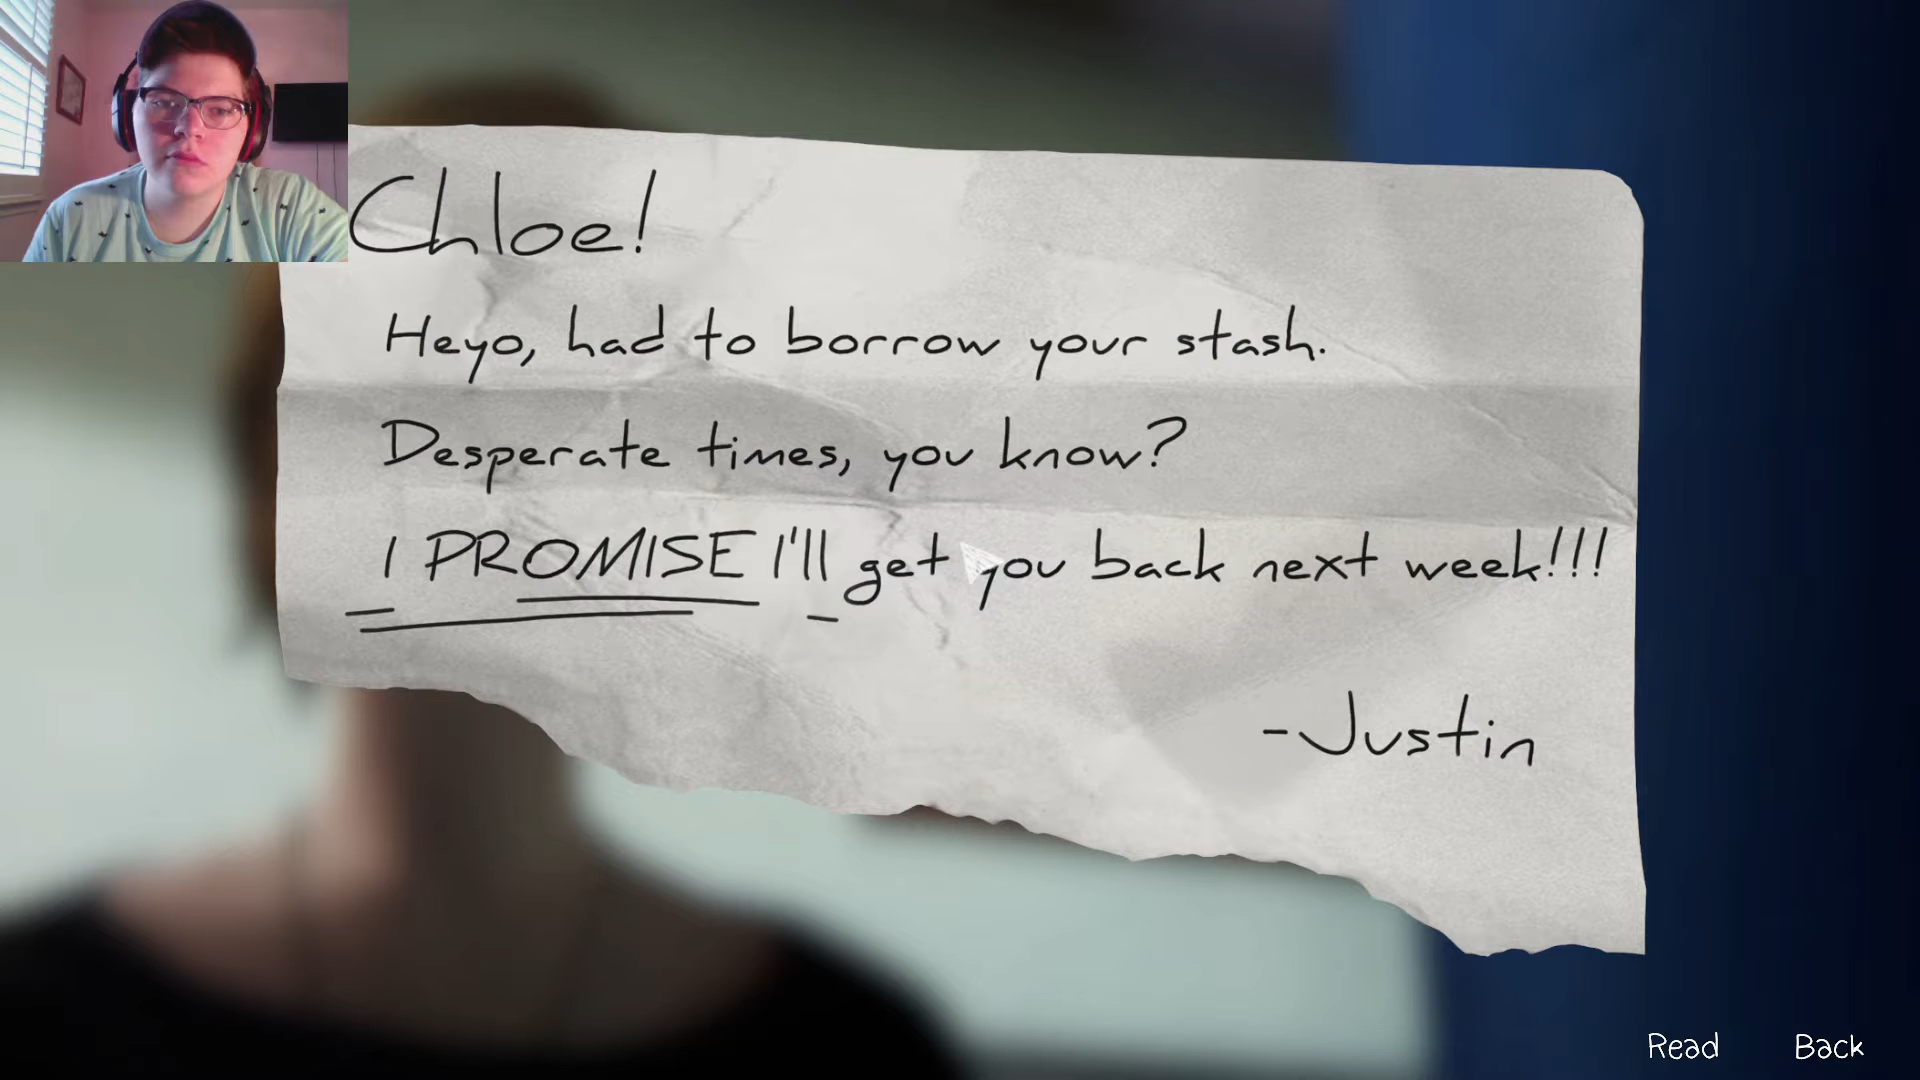 Chloe!
Heyo, had to borrow your stash.
Desperate times, you know?
I PROMISE I'll get you back next week!!!
-Justin
Read Back